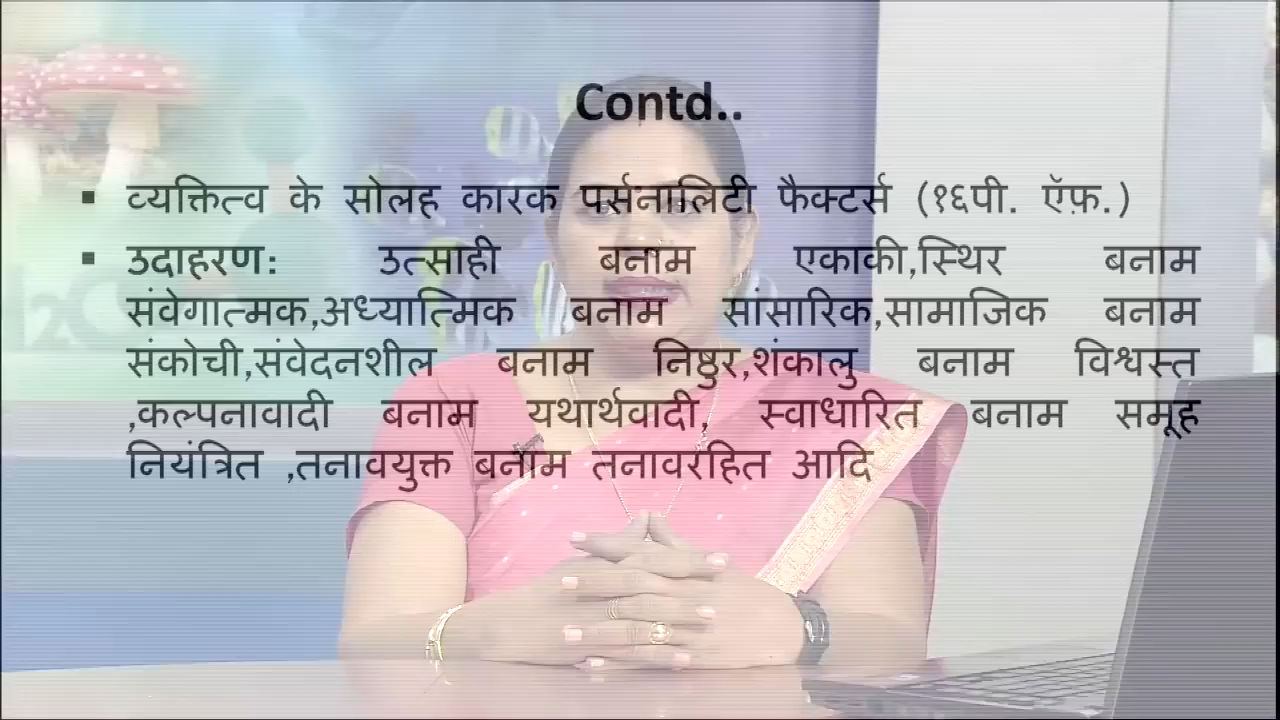 Contd..
▪ व्यक्तित्व के सोलह कारक पर्सनालिटी फैक्टर्स (१६पी. ऍफ़.)
▪ उदाहरण: उत्साही बनाम एकाकी,स्थिर बनाम
संवेगात्मक,अध्यात्मिक बनाम सांसारिक,सामाजिक बनाम
संकोची,संवेदनशील बनाम निष्ठुर,शंकालु बनाम विश्वस्त
,कल्पनावादी बनाम यथार्थवादी, स्वाधारित बनाम समूह
नियंत्रित ,तनावयुक्त बनाम तनावरहित आदि